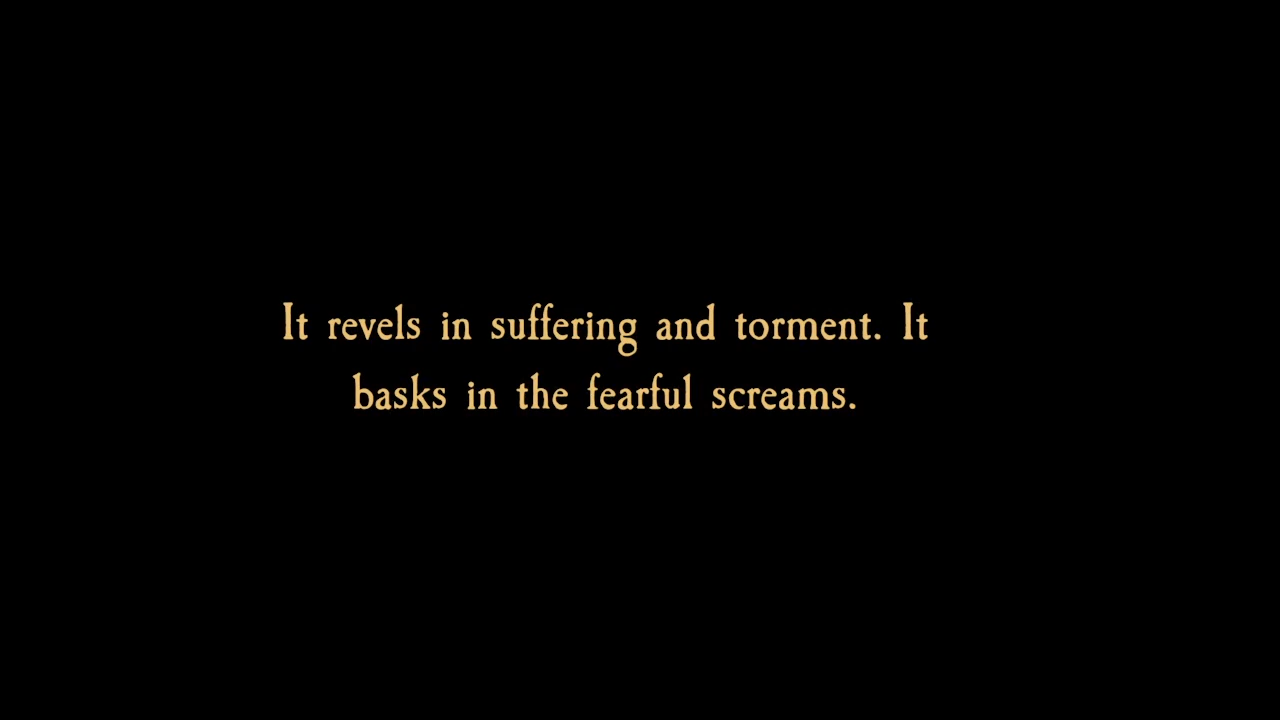 It revels in suffering and torment. It
basks in the fearful screams.